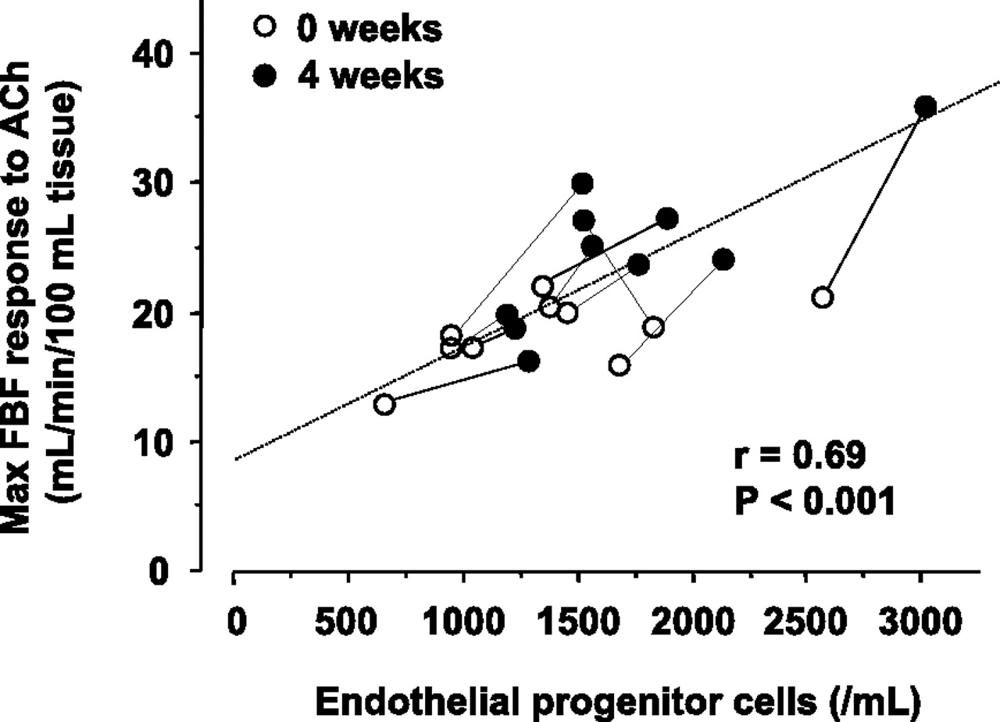 0 weeks
4 weeks
Max FBF response to ACh
(mL/min/100 mL tissue)
40
30
20
10
0
r = 0.69
P < 0.001
0 500 1000 1500 2000 2500 3000
Endothelial progenitor cells (/mL)